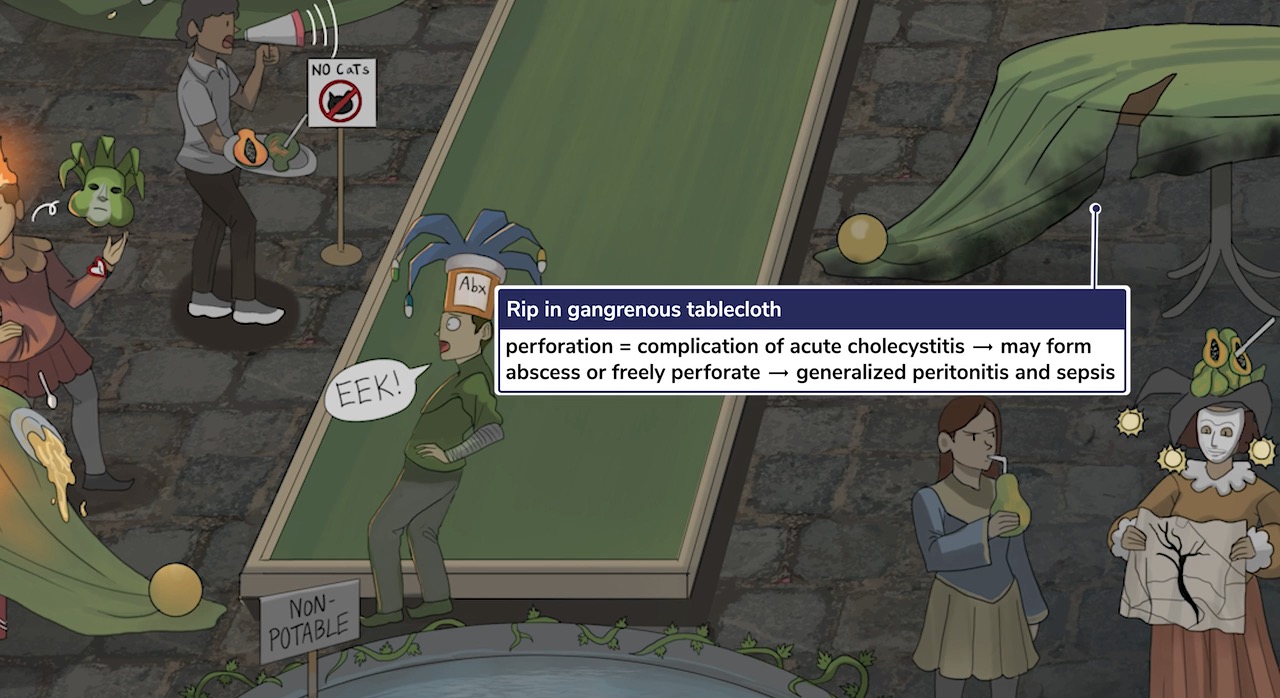 NO CaTs
Abx
Rip in gangrenous tablecloth
perforation = complication of acute cholecystitis → may form
abscess or freely perforate → generalized peritonitis and sepsis
EEK!
NON-
POTABLE